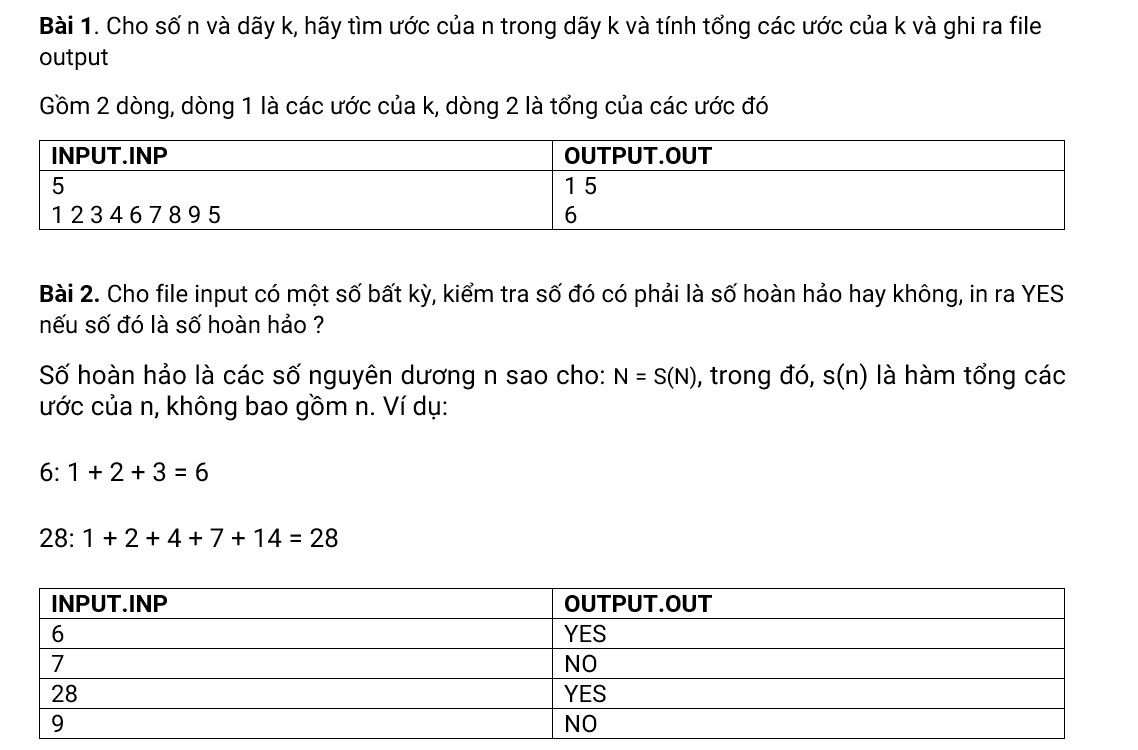 Bài 1. Cho số n và dãy k, hãy tìm ước của n trong dãy k và tính tổng các ước của k và ghi ra file
output
Gồm 2 dòng, dòng 1 là các ước của k, dòng 2 là tổng của các ước đó
INPUT.INP OUTPUT.OUT
5 1 5
1 2 3 4 6 7 8 9 5 6
Bài 2. Cho file input có một số bất kỳ, kiểm tra số đó có phải là số hoàn hảo hay không, in ra YES
nếu số đó là số hoàn hảo ?
Số hoàn hảo là các số nguyên dương n sao cho: N = S(N), trong đó, s(n) là hàm tổng các
ước của n, không bao gồm n. Ví dụ:
6: 1 + 2 + 3 = 6
28: 1 + 2 + 4 + 7 + 14 = 28
INPUT.INP OUTPUT.OUT
6 YES
7 NO
28 YES
9 NO